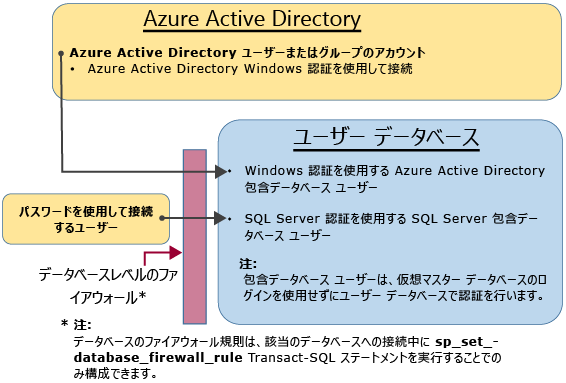 Azure Active Directory
Azure Active Directory ユーザーまたはグループのアカウント
• Azure Active Directory Windows 認証を使用して接続
ユーザー データベース
• Windows 認証を使用する Azure Active Directory
包含データベース ユーザー
パスワードを使用して接続
するユーザー
• SQL Server 認証を使用する SQL Server 包含デー
タベース ユーザー
注:
包含データベース ユーザーは、仮想マスター データベースのロ
グインを使用せずにユーザー データベースで認証を行います。
データベースレベルのファ
イアウォール*
* 注:
データベースのファイアウォール規則は、該当のデータベースへの接続中に sp_set_-
database_firewall_rule Transact-SQL ステートメントを実行することでの
み構成できます。